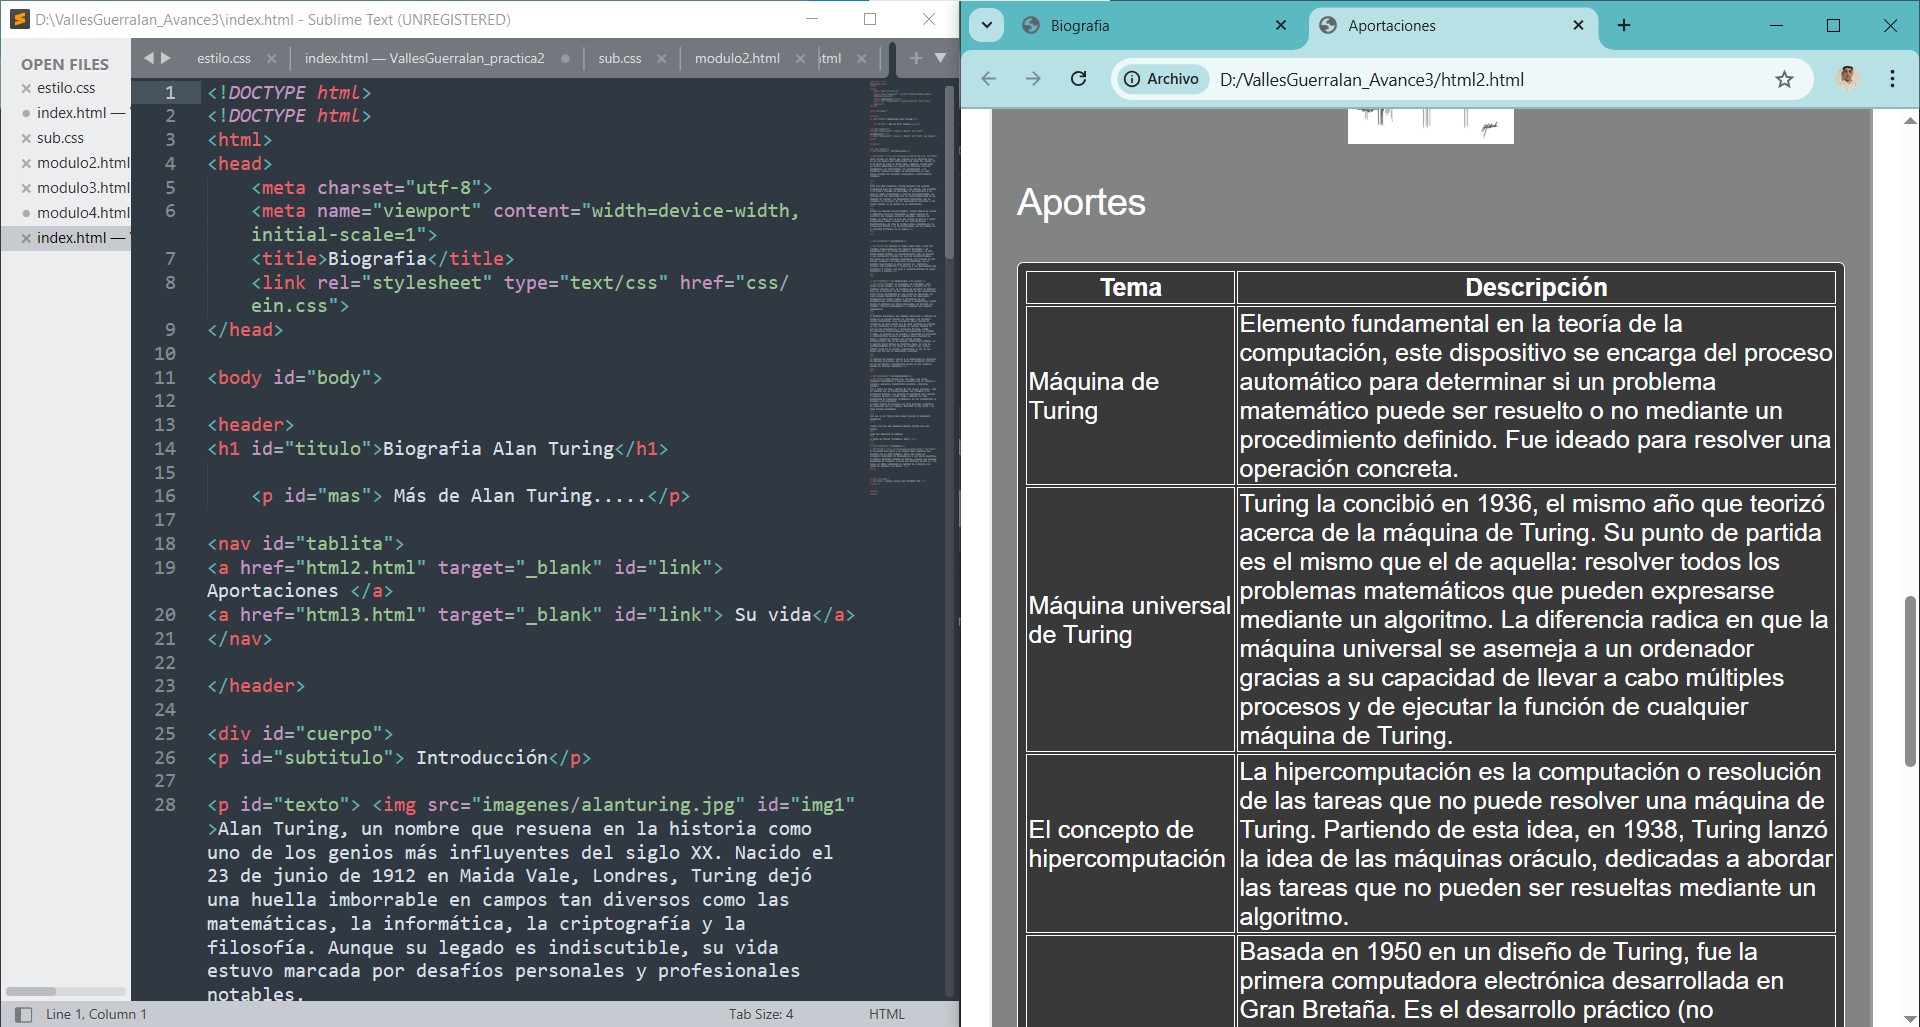 D:\VallesGuerraIan_Avance3\index.html - Sublime Text (UNREGISTERED)
OPEN FILES
estilo.css
index.html —
sub.css
modulo2.html
modulo3.html
modulo4.html
index.html —
estilo.css
index.html — VallesGuerraIan_practica2
sub.css
modulo2.html
1 <!DOCTYPE html>
2 <!DOCTYPE html>
3 <html>
4 <head>
5 <meta charset="utf-8">
6 <meta name="viewport" content="width=device-width,
initial-scale=1">
7 <title>Biografia</title>
8 <link rel="stylesheet" type="text/css" href="css/
ein.css">
9 </head>
10
11 <body id="body">
12
13 <header>
14 <h1 id="titulo">Biografia Alan Turing</h1>
15
16 <p id="mas"> Más de Alan Turing.....</p>
17
18 <nav id="tablita">
19 <a href="html2.html" target="_blank" id="link">
Aportaciones </a>
20 <a href="html3.html" target="_blank" id="link"> Su vida</a>
21 </nav>
22
23 </header>
24
25 <div id="cuerpo">
26 <p id="subtitulo"> Introducción</p>
27
28 <p id="texto"> <img src="imagenes/alanturing.jpg" id="img1"
>Alan Turing, un nombre que resuena en la historia como
uno de los genios más influyentes del siglo XX. Nacido el
23 de junio de 1912 en Maida Vale, Londres, Turing dejó
una huella imborrable en campos tan diversos como las
matemáticas, la informática, la criptografía y la
filosofía. Aunque su legado es indiscutible, su vida
estuvo marcada por desafíos personales y profesionales
notables.
Line 1, Column 1
Tab Size: 4
HTML
Biografia
Aportaciones
Archivo
D:/VallesGuerraIan_Avance3/html2.html
Aportes
Tema
Descripción
Máquina de
Turing
Elemento fundamental en la teoría de la
computación, este dispositivo se encarga del proceso
automático para determinar si un problema
matemático puede ser resuelto o no mediante un
procedimiento definido. Fue ideado para resolver una
operación concreta.
Máquina universal
de Turing
Turing la concibió en 1936, el mismo año que teorizó
acerca de la máquina de Turing. Su punto de partida
es el mismo que el de aquella: resolver todos los
problemas matemáticos que pueden expresarse
mediante un algoritmo. La diferencia radica en que la
máquina universal se asemeja a un ordenador
gracias a su capacidad de llevar a cabo múltiples
procesos y de ejecutar la función de cualquier
máquina de Turing.
El concepto de
hipercomputación
La hipercomputación es la computación o resolución
de las tareas que no puede resolver una máquina de
Turing. Partiendo de esta idea, en 1938, Turing lanzó
la idea de las máquinas oráculo, dedicadas a abordar
las tareas que no pueden ser resueltas mediante un
algoritmo.
Basada en 1950 en un diseño de Turing, fue la
primera computadora electrónica desarrollada en
Gran Bretaña. Es el desarrollo práctico (no